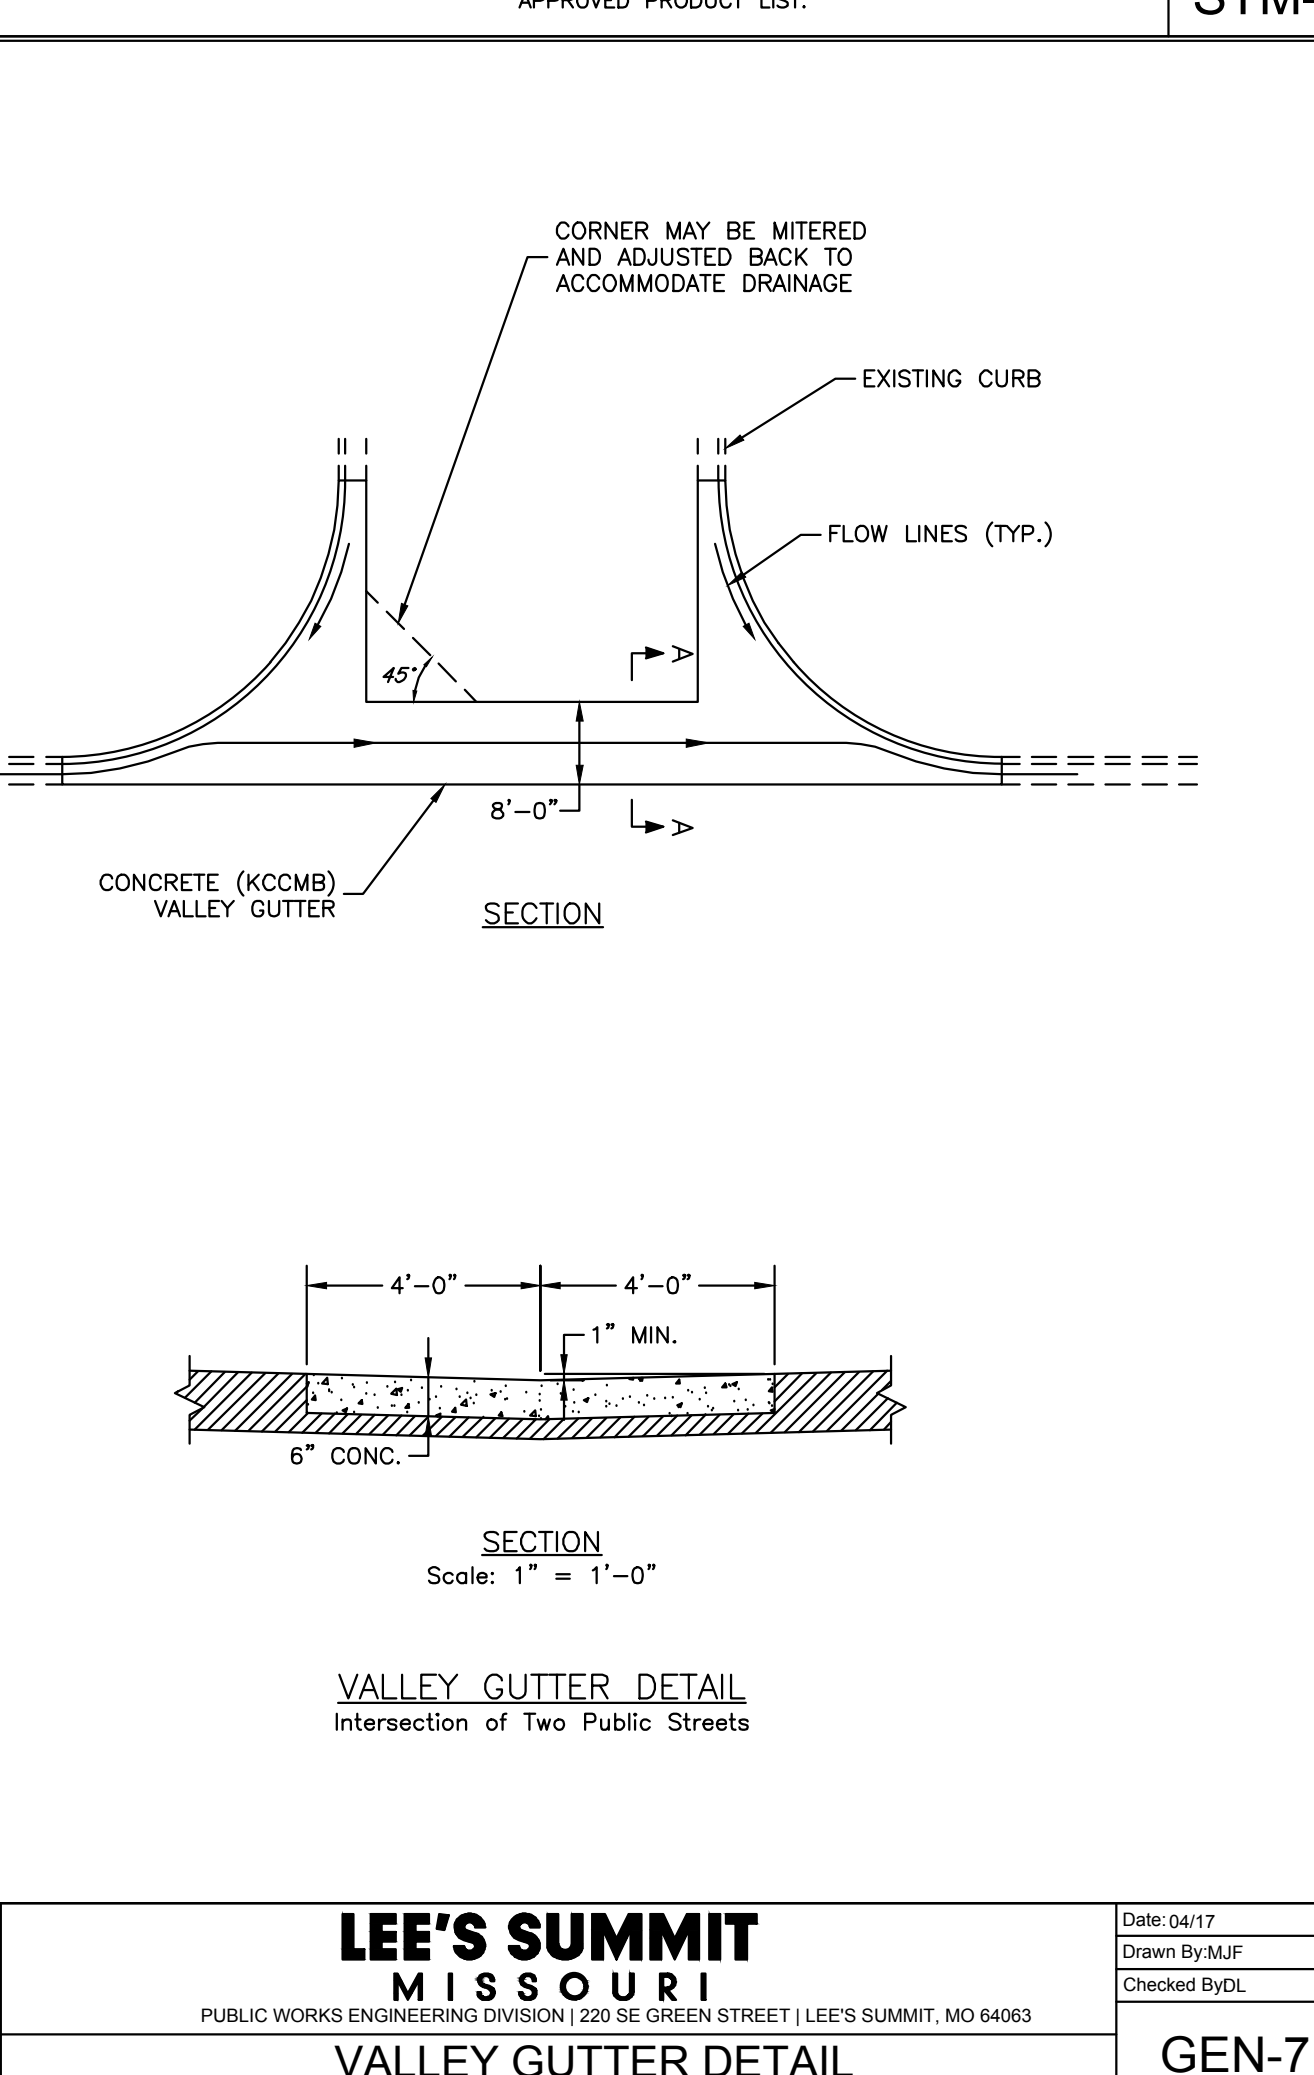 APPROVED PRODUCT LIST.
STM-
CORNER MAY BE MITERED
AND ADJUSTED BACK TO
ACCOMMODATE DRAINAGE
EXISTING CURB
FLOW LINES (TYP.)
A
45°
8'-0"
A
CONCRETE (KCCMB)
VALLEY GUTTER
SECTION
4'-0"
4'-0"
1" MIN.
6" CONC.
SECTION
Scale: 1" = 1'-0"
VALLEY GUTTER DETAIL
Intersection of Two Public Streets
LEE'S SUMMIT
MISSOURI
PUBLIC WORKS ENGINEERING DIVISION | 220 SE GREEN STREET | LEE'S SUMMIT, MO 64063
Date: 04/17
Drawn By:MJF
Checked ByDL
VALLEY GUTTER DETAIL
GEN-7